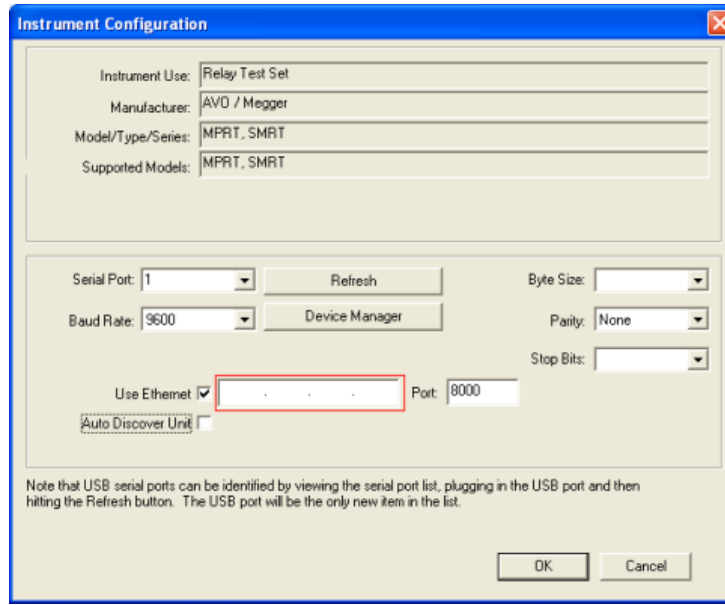 Instrument Configuration
Instrument Use: Relay Test Set
Manufacturer: AVO / Megger
Model/Type/Series: MPRT, SMRT
Supported Models: MPRT, SMRT
Serial Port: 1 Refresh Byte Size:
Baud Rate: 9600 Device Manager Parity: None
Stop Bits:
Use Ethernet . . . Port: 8000
Auto Discover Unit
Note that USB serial ports can be identified by viewing the serial port list, plugging in the USB port and then
hitting the Refresh button. The USB port will be the only new item in the list.
OK Cancel